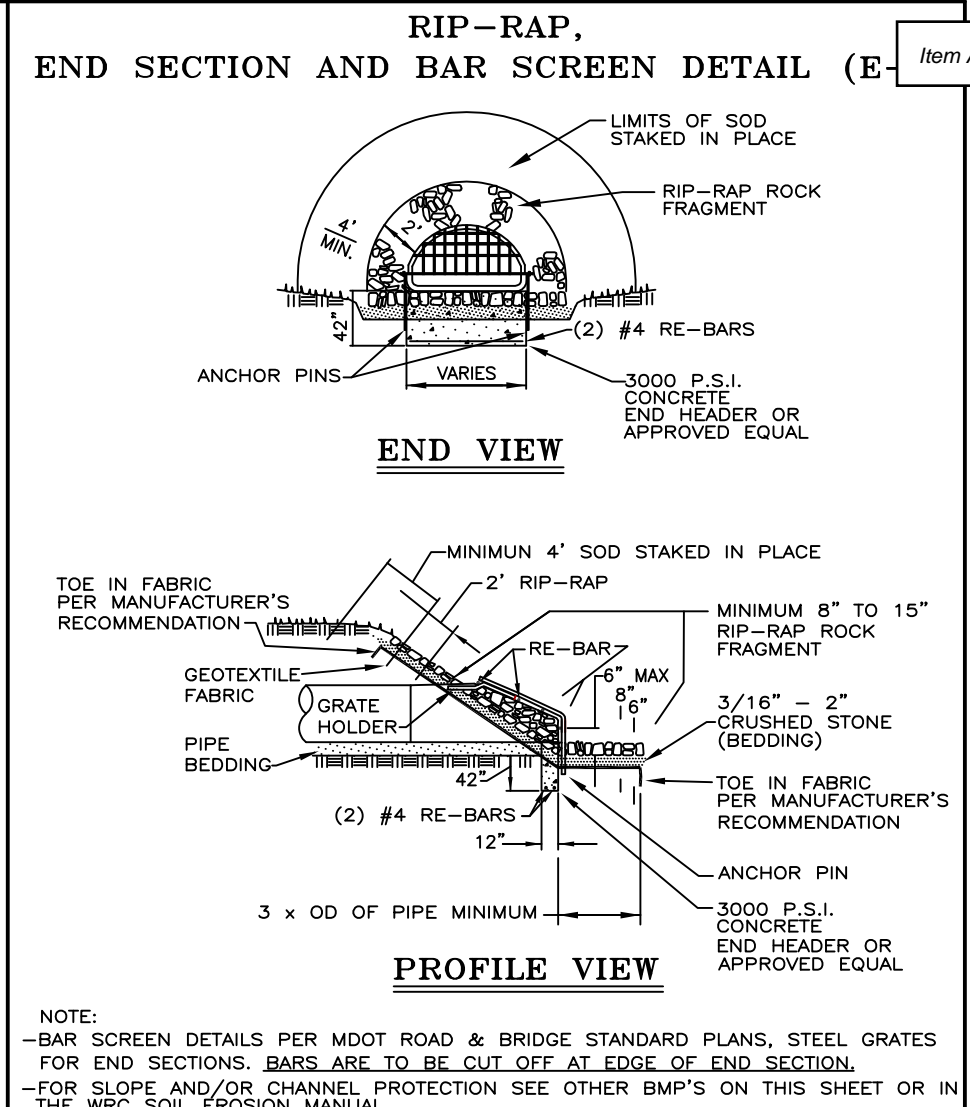 RIP-RAP,
END SECTION AND BAR SCREEN DETAIL (E-
Item
LIMITS OF SOD
STAKED IN PLACE
RIP-RAP ROCK
FRAGMENT
4'
MIN.
2'
42"
(2) #4 RE-BARS
ANCHOR PINS
VARIES
3000 P.S.I.
CONCRETE
END HEADER OR
APPROVED EQUAL
END VIEW
MINIMUN 4' SOD STAKED IN PLACE
2' RIP-RAP
TOE IN FABRIC
PER MANUFACTURER'S
RECOMMENDATION
MINIMUM 8" TO 15"
RIP-RAP ROCK
FRAGMENT
RE-BAR
6" MAX
8"
6"
GEOTEXTILE
FABRIC
GRATE
HOLDER
3/16" - 2"
CRUSHED STONE
(BEDDING)
PIPE
BEDDING
42"
TOE IN FABRIC
PER MANUFACTURER'S
RECOMMENDATION
(2) #4 RE-BARS
12"
ANCHOR PIN
3 x OD OF PIPE MINIMUM
3000 P.S.I.
CONCRETE
END HEADER OR
APPROVED EQUAL
PROFILE VIEW
NOTE:
-BAR SCREEN DETAILS PER MDOT ROAD & BRIDGE STANDARD PLANS, STEEL GRATES
FOR END SECTIONS. BARS ARE TO BE CUT OFF AT EDGE OF END SECTION.
-FOR SLOPE AND/OR CHANNEL PROTECTION SEE OTHER BMP'S ON THIS SHEET OR IN
THE WRC SOIL EROSION MANUAL